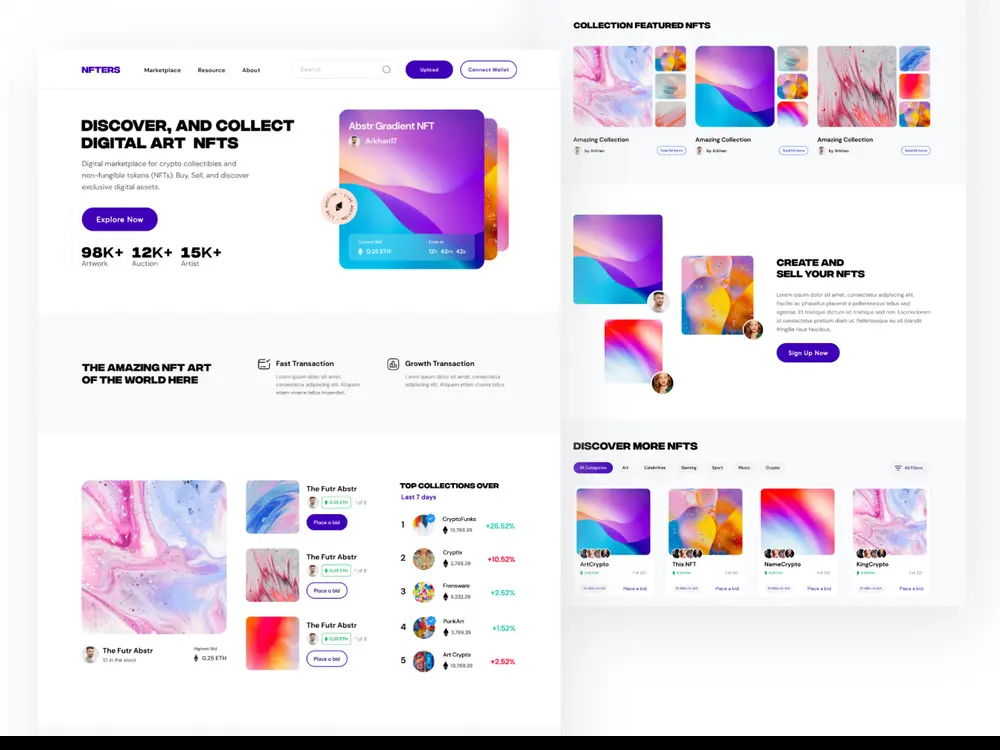 NFTERS
Marketplace
Resource
About
Search
Upload
Connect Wallet
DISCOVER, AND COLLECT
DIGITAL ART NFTS
Digital marketplace for crypto collectibles and
non-fungible tokens (NFTs). Buy, Sell, and discover
exclusive digital assets.
Explore Now
98K+ 12K+ 15K+
Artwork Auction Artist
Abstr Gradient NFT
Arkhan17
LIVE AUCTION
Current Bid
0.25 ETH
Ends in
12h 43m 42s
THE AMAZING NFT ART
OF THE WORLD HERE
Fast Transaction
Lorem ipsum dolor sit amet,
consectetur adipiscing elit. Aliquam
etiam viverra tellus imperdiet.
Growth Transaction
Lorem ipsum dolor sit amet, consectetur
adipiscing elit. Aliquam etiam viverra tellus
The Futr Abstr
10 in the stock
Highest Bid
0.25 ETH
The Futr Abstr
0.25 ETH
1 of 8
Place a bid
The Futr Abstr
0.25 ETH
1 of 8
Place a bid
The Futr Abstr
0.25 ETH
1 of 8
Place a bid
TOP COLLECTIONS OVER
Last 7 days
1 CryptoFunks
19,769.39
+26.52%
2 Cryptix
2,769.39
+10.52%
3 Frensware
9,232.39
+2.52%
4 PunkArt
3,769.39
+1.52%
5 Art Crypto
10,769.39
+2.52%
COLLECTION FEATURED NFTS
Amazing Collection
by Arkhan
Total 54 Items
Amazing Collection
by Arkhan
Total 54 Items
Amazing Collection
by Arkhan
Total 54 Items
CREATE AND
SELL YOUR NFTS
Lorem ipsum dolor sit amet, consectetur adipiscing elit.
Facilisi ac phasellus placerat a pellentesque tellus sed
egestas. Et tristique dictum sit tristique sed non. Lacinia lorem
id consectetur pretium diam ut. Pellentesque eu sit blandit
fringilla risus faucibus.
Sign Up Now
DISCOVER MORE NFTS
All Categories
Art
Celebrities
Gaming
Sport
Music
Crypto
All Filters
ArtCrypto
Place a bid
This NFT
Place a bid
NameCrypto
Place a bid
KingCrypto
Place a bid